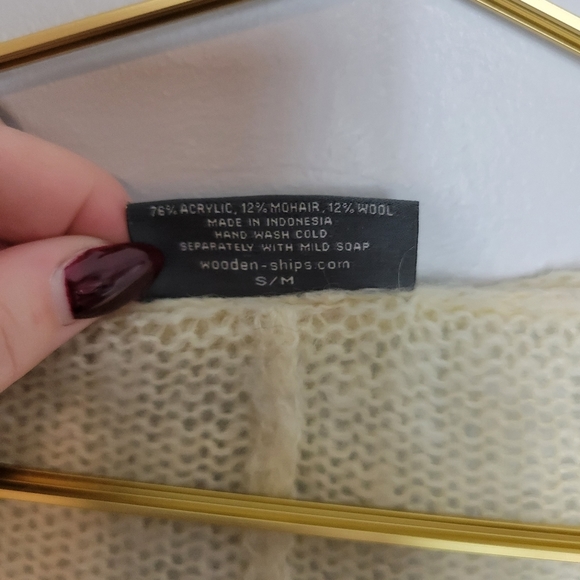 76% ACRYLIC, 12% MOHAIR, 12% WOOL
MADE IN INDONESIA
HAND WASH COLD
SEPARATELY WITH MILD SOAP
wooden-ships.com
S/M